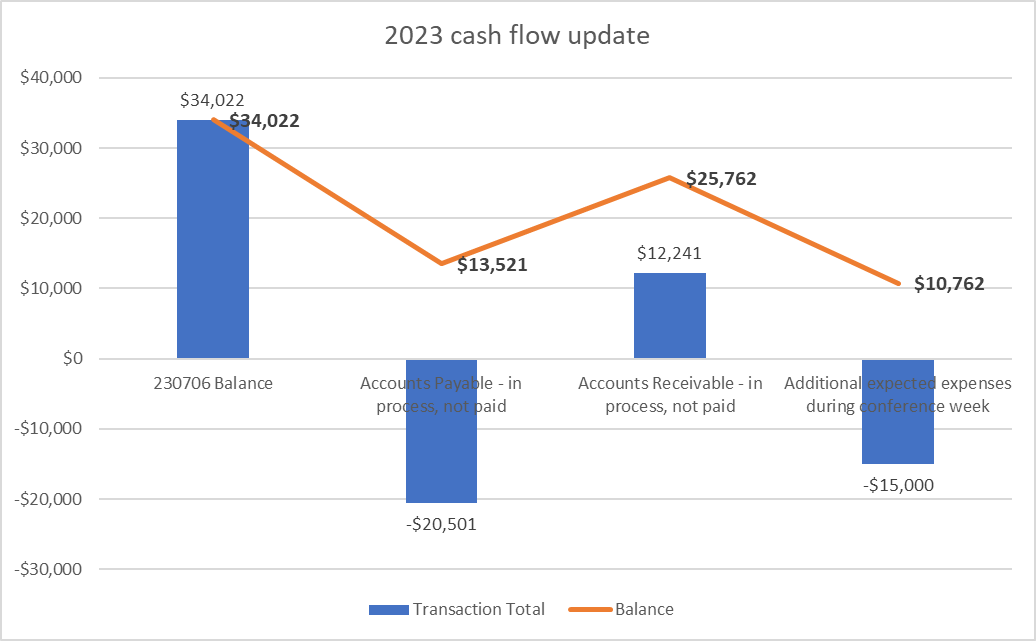 2023 cash flow update
$40,000
$34,022
$34,022
$30,000
$25,762
$20,000
$13,521
$12,241
$10,000
$10,762
$0
230706 Balance
Accounts Payable - in
process, not paid
Accounts Receivable - in
process, not paid
Additional expected expenses
during conference week
-$10,000
-$15,000
-$20,000
-$20,501
-$30,000
Transaction Total
Balance